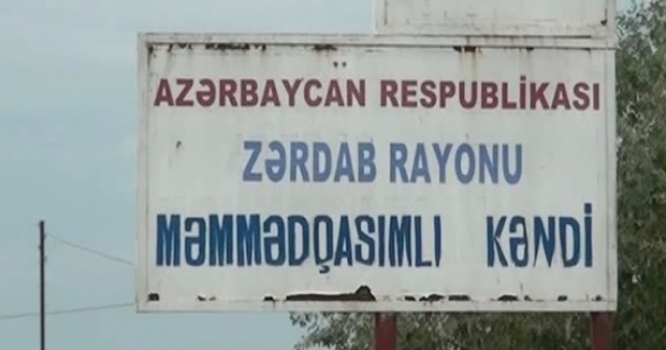 AZƏRBAYCAN RESPUBLİKASI
ZƏRDAB RAYONU
MƏMMƏDQASIMLI KƏNDİ